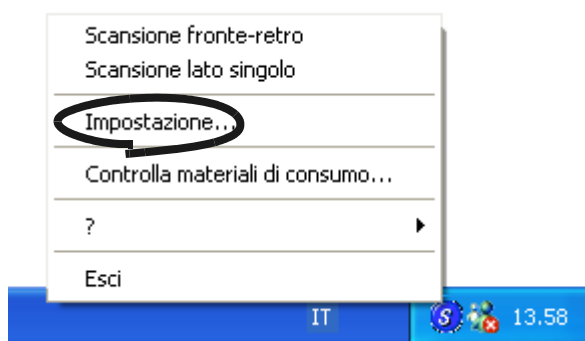 Scansione fronte-retro
Scansione lato singolo
Impostazione...
Controlla materiali di consumo...
?
Esci
IT
S
13.58